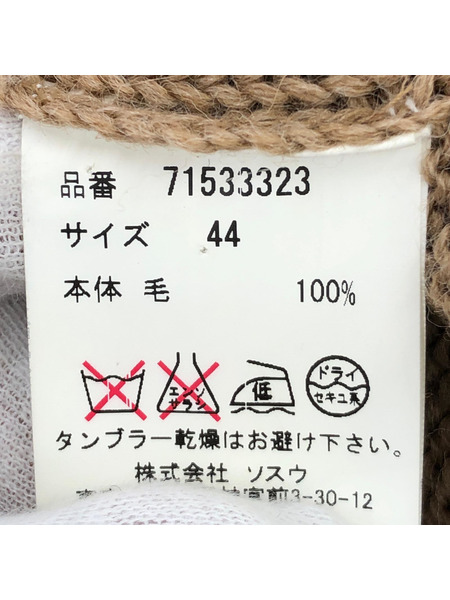 品番 71533323
サイズ 44
本体 毛 100%
エンソ サラシ 低 ドライ セキユ系
タンブラー乾燥はお避け下さい。
株式会社 ソスウ
前3-30-12